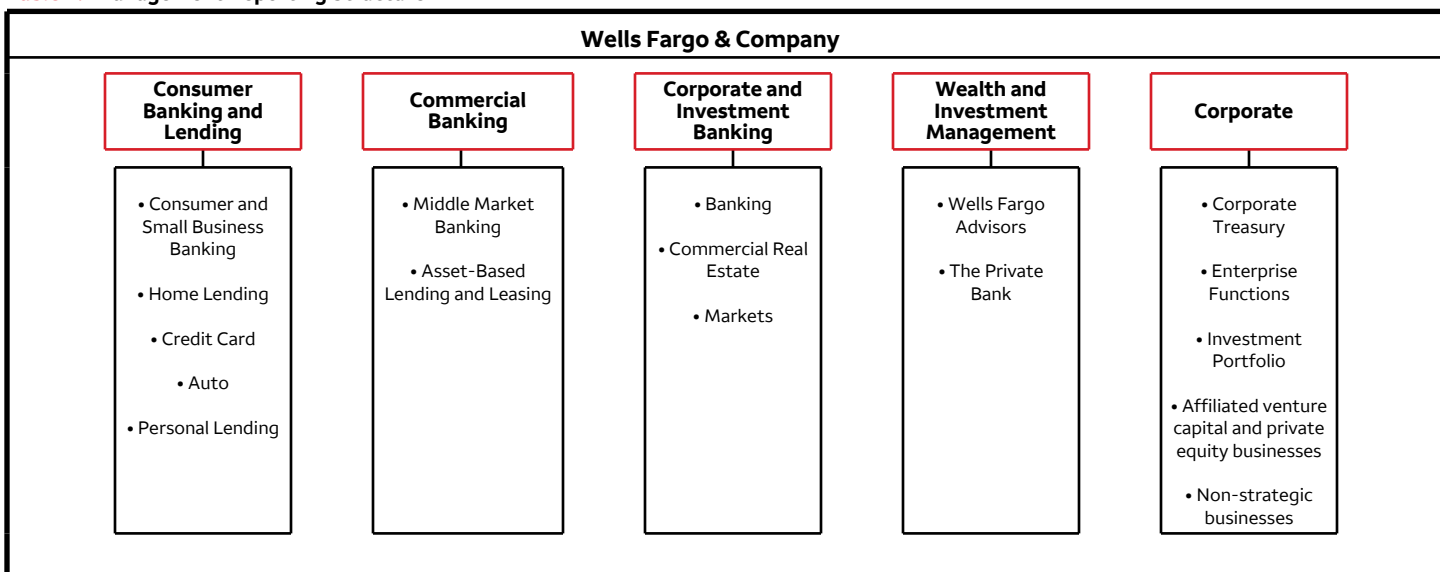 Wells Fargo & Company
Consumer
Banking and
Lending
• Consumer and
Small Business
Banking
• Home Lending
• Credit Card
• Auto
• Personal Lending
Commercial
Banking
• Middle Market
Banking
• Asset-Based
Lending and Leasing
Corporate and
Investment
Banking
• Banking
• Commercial Real
Estate
• Markets
Wealth and
Investment
Management
• Wells Fargo
Advisors
• The Private
Bank
Corporate
• Corporate
Treasury
• Enterprise
Functions
• Investment
Portfolio
• Affiliated venture
capital and private
equity businesses
• Non-strategic
businesses